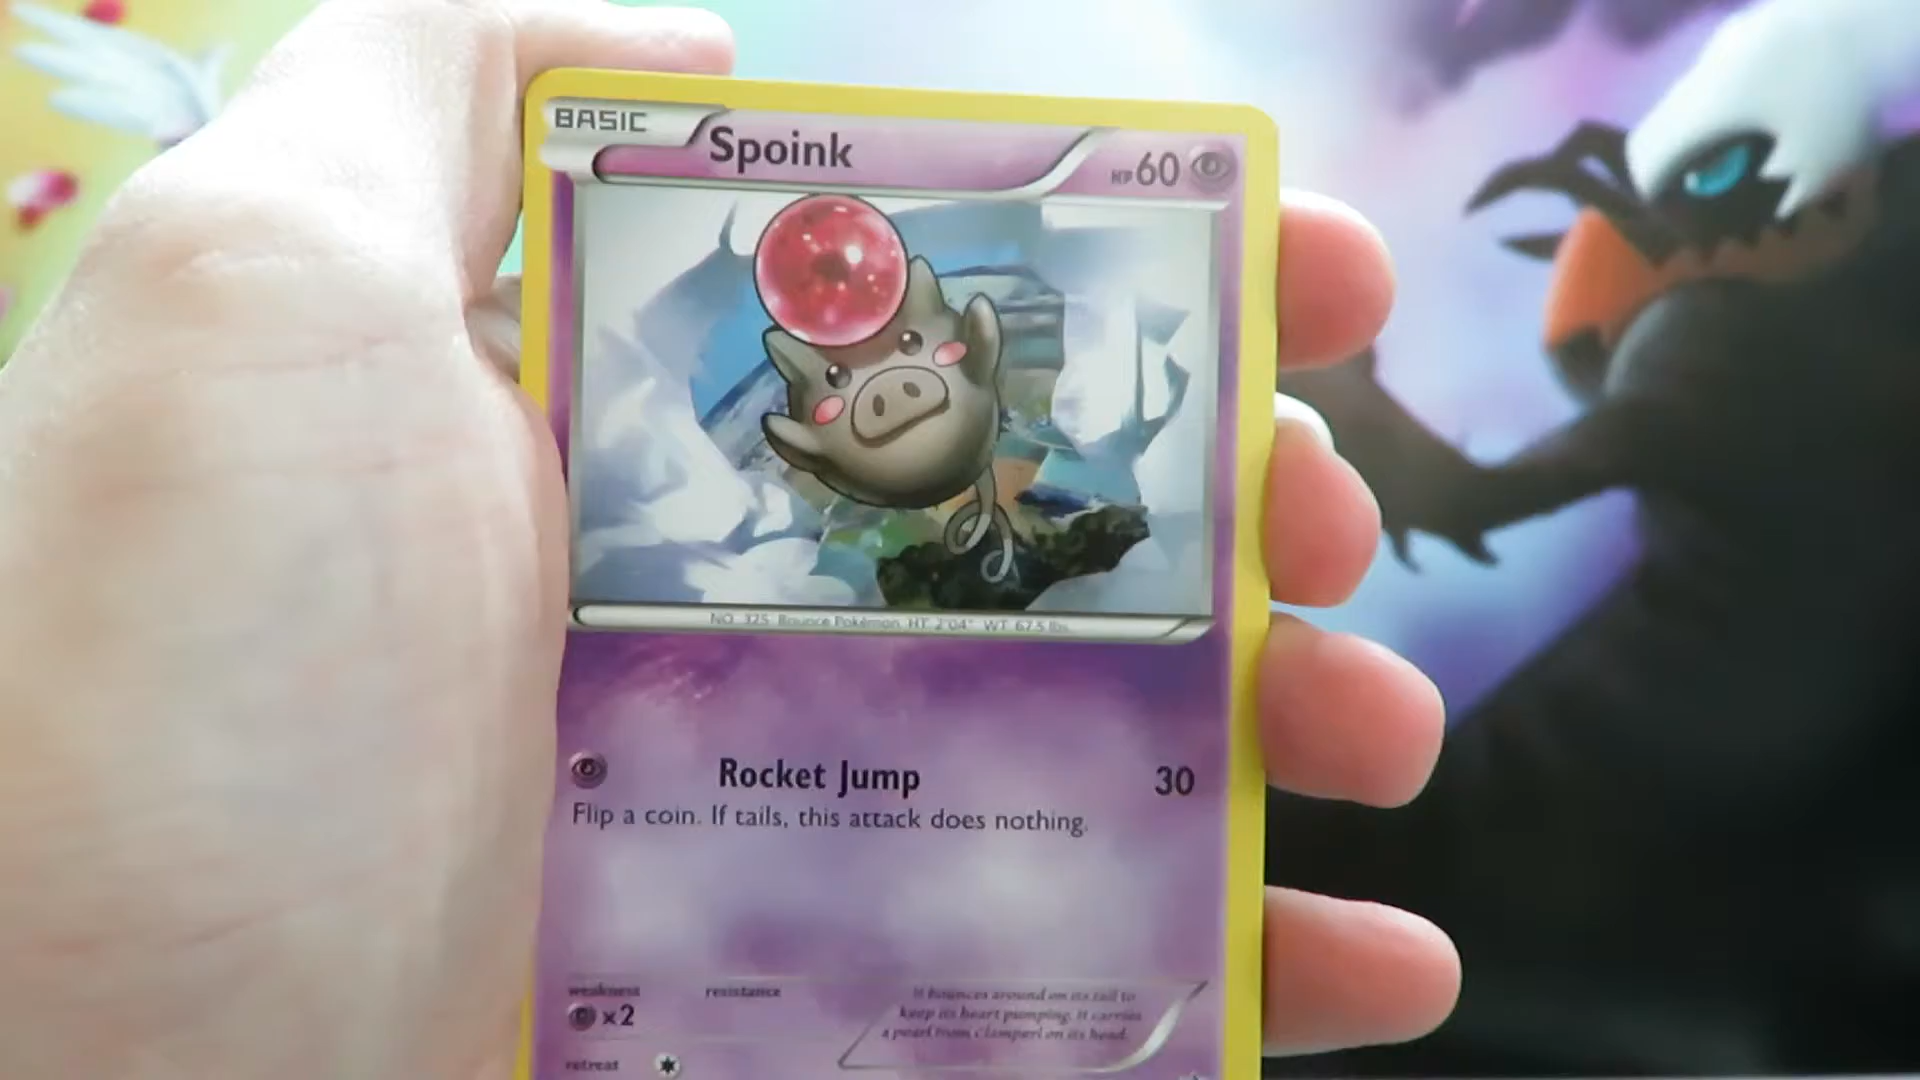 BASIC
Spoink
HP60
NO. 325 Bounce Pokémon HT: 2'04" WT: 67.5 lbs.
Rocket Jump 30
Flip a coin. If tails, this attack does nothing.
weakness resistance
x2
It bounces around on its tail to
keep its heart pumping. It carries
a pearl from Clamperl on its head.
retreat